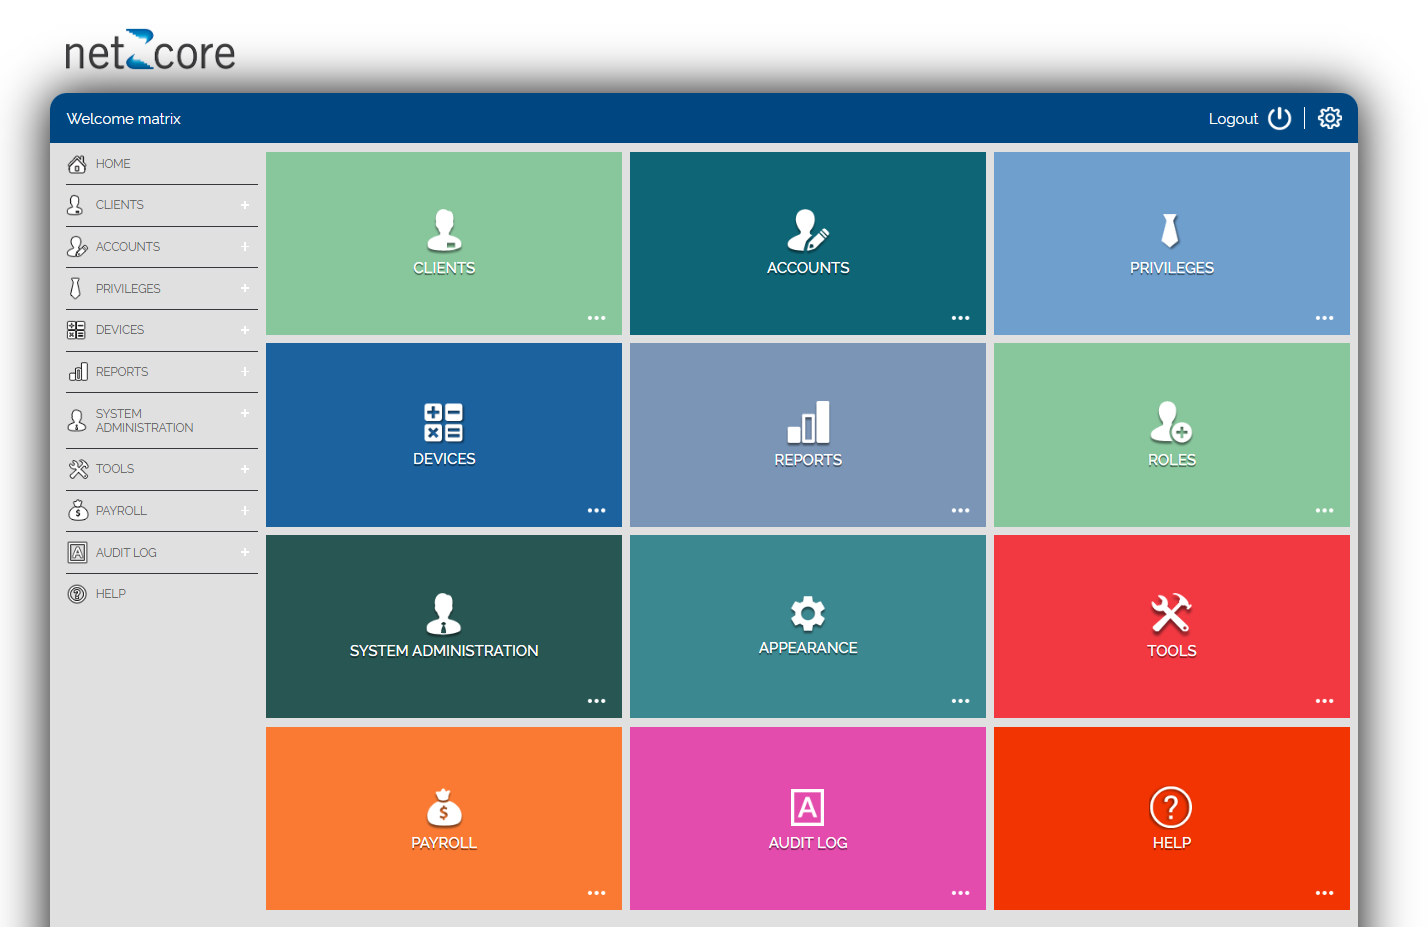 net2core
Welcome matrix
Logout
HOME
CLIENTS
ACCOUNTS
PRIVILEGES
DEVICES
REPORTS
SYSTEM
ADMINISTRATION
TOOLS
PAYROLL
AUDIT LOG
HELP
CLIENTS
ACCOUNTS
PRIVILEGES
DEVICES
REPORTS
ROLES
SYSTEM ADMINISTRATION
APPEARANCE
TOOLS
$
PAYROLL
A
AUDIT LOG
?
HELP